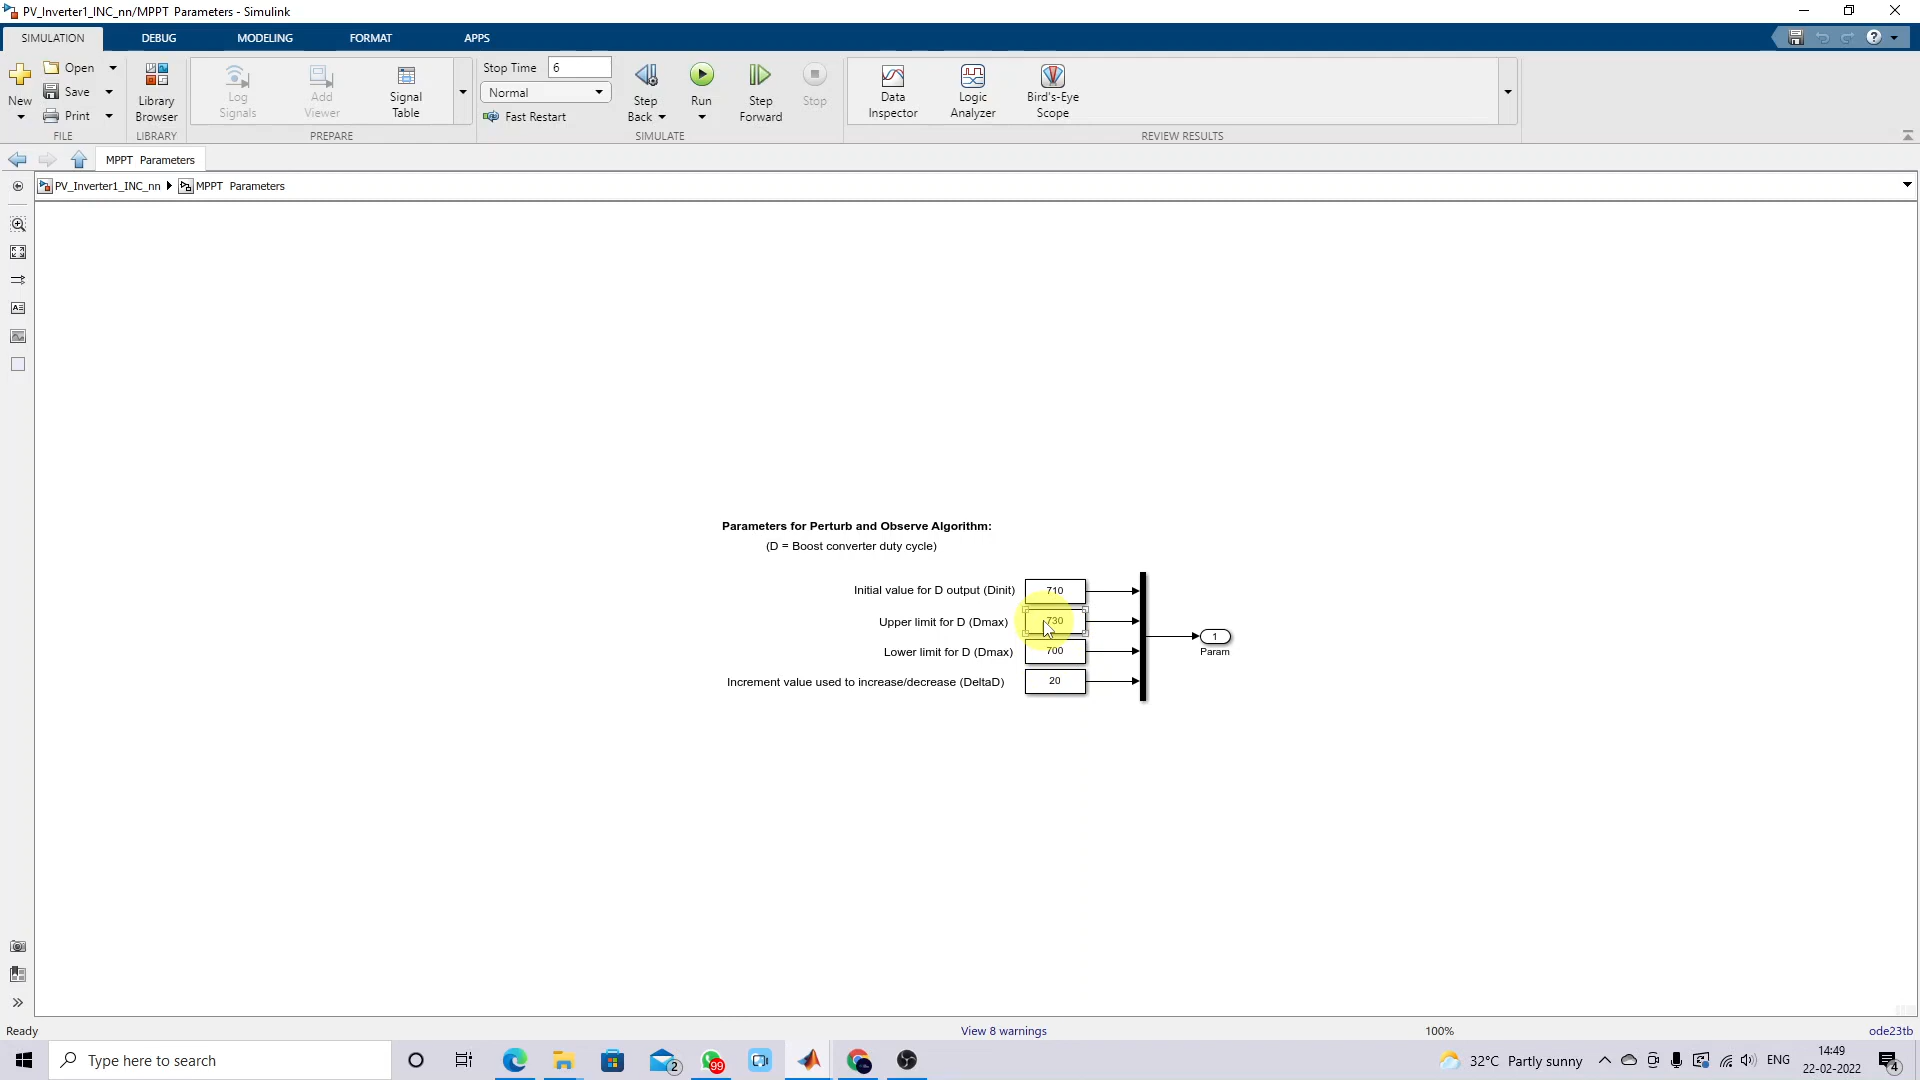 PV_Inverter1_INC_nn/MPPT Parameters - Simulink
SIMULATION DEBUG MODELING FORMAT APPS
New
Open
Save
Print
FILE
Library Browser
LIBRARY
Log Signals
Add Viewer
Signal Table
PREPARE
Stop Time 6
Normal
Fast Restart
Step Back
Run
Step Forward
Stop
SIMULATE
Data Inspector
Logic Analyzer
Bird's-Eye Scope
REVIEW RESULTS
MPPT Parameters
PV_Inverter1_INC_nn MPPT Parameters
Parameters for Perturb and Observe Algorithm:
(D = Boost converter duty cycle)
Initial value for D output (Dinit) 710
Upper limit for D (Dmax) 730
Lower limit for D (Dmax) 700
Increment value used to increase/decrease (DeltaD) 20
1
Param
Ready View 8 warnings 100% ode23tb
Type here to search
2
99
32°C Partly sunny
ENG
14:49
22-02-2022
4